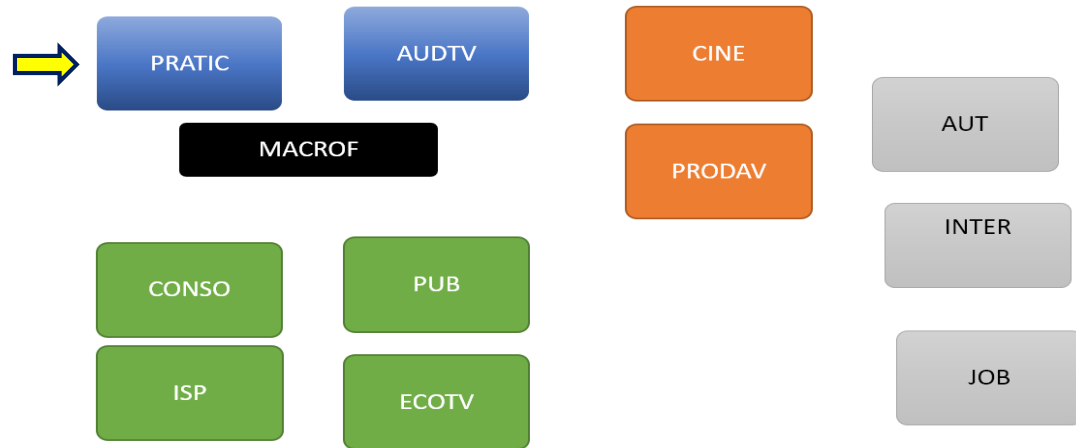 PRATIC
AUDTV
CINE
AUT
MACROF
PRODAV
INTER
CONSO
PUB
JOB
ISP
ECOTV